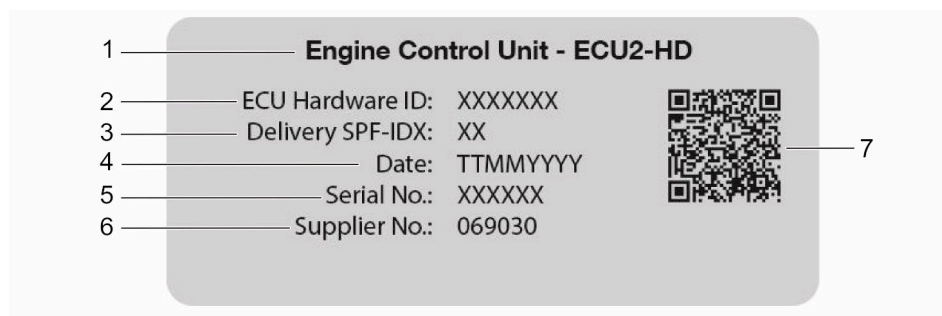 1 Engine Control Unit - ECU2-HD
2 ECU Hardware ID: XXXXXXX
3 Delivery SPF-IDX: XX
4 Date: TTMMYYYY
5 Serial No.: XXXXXX
6 Supplier No.: 069030
7